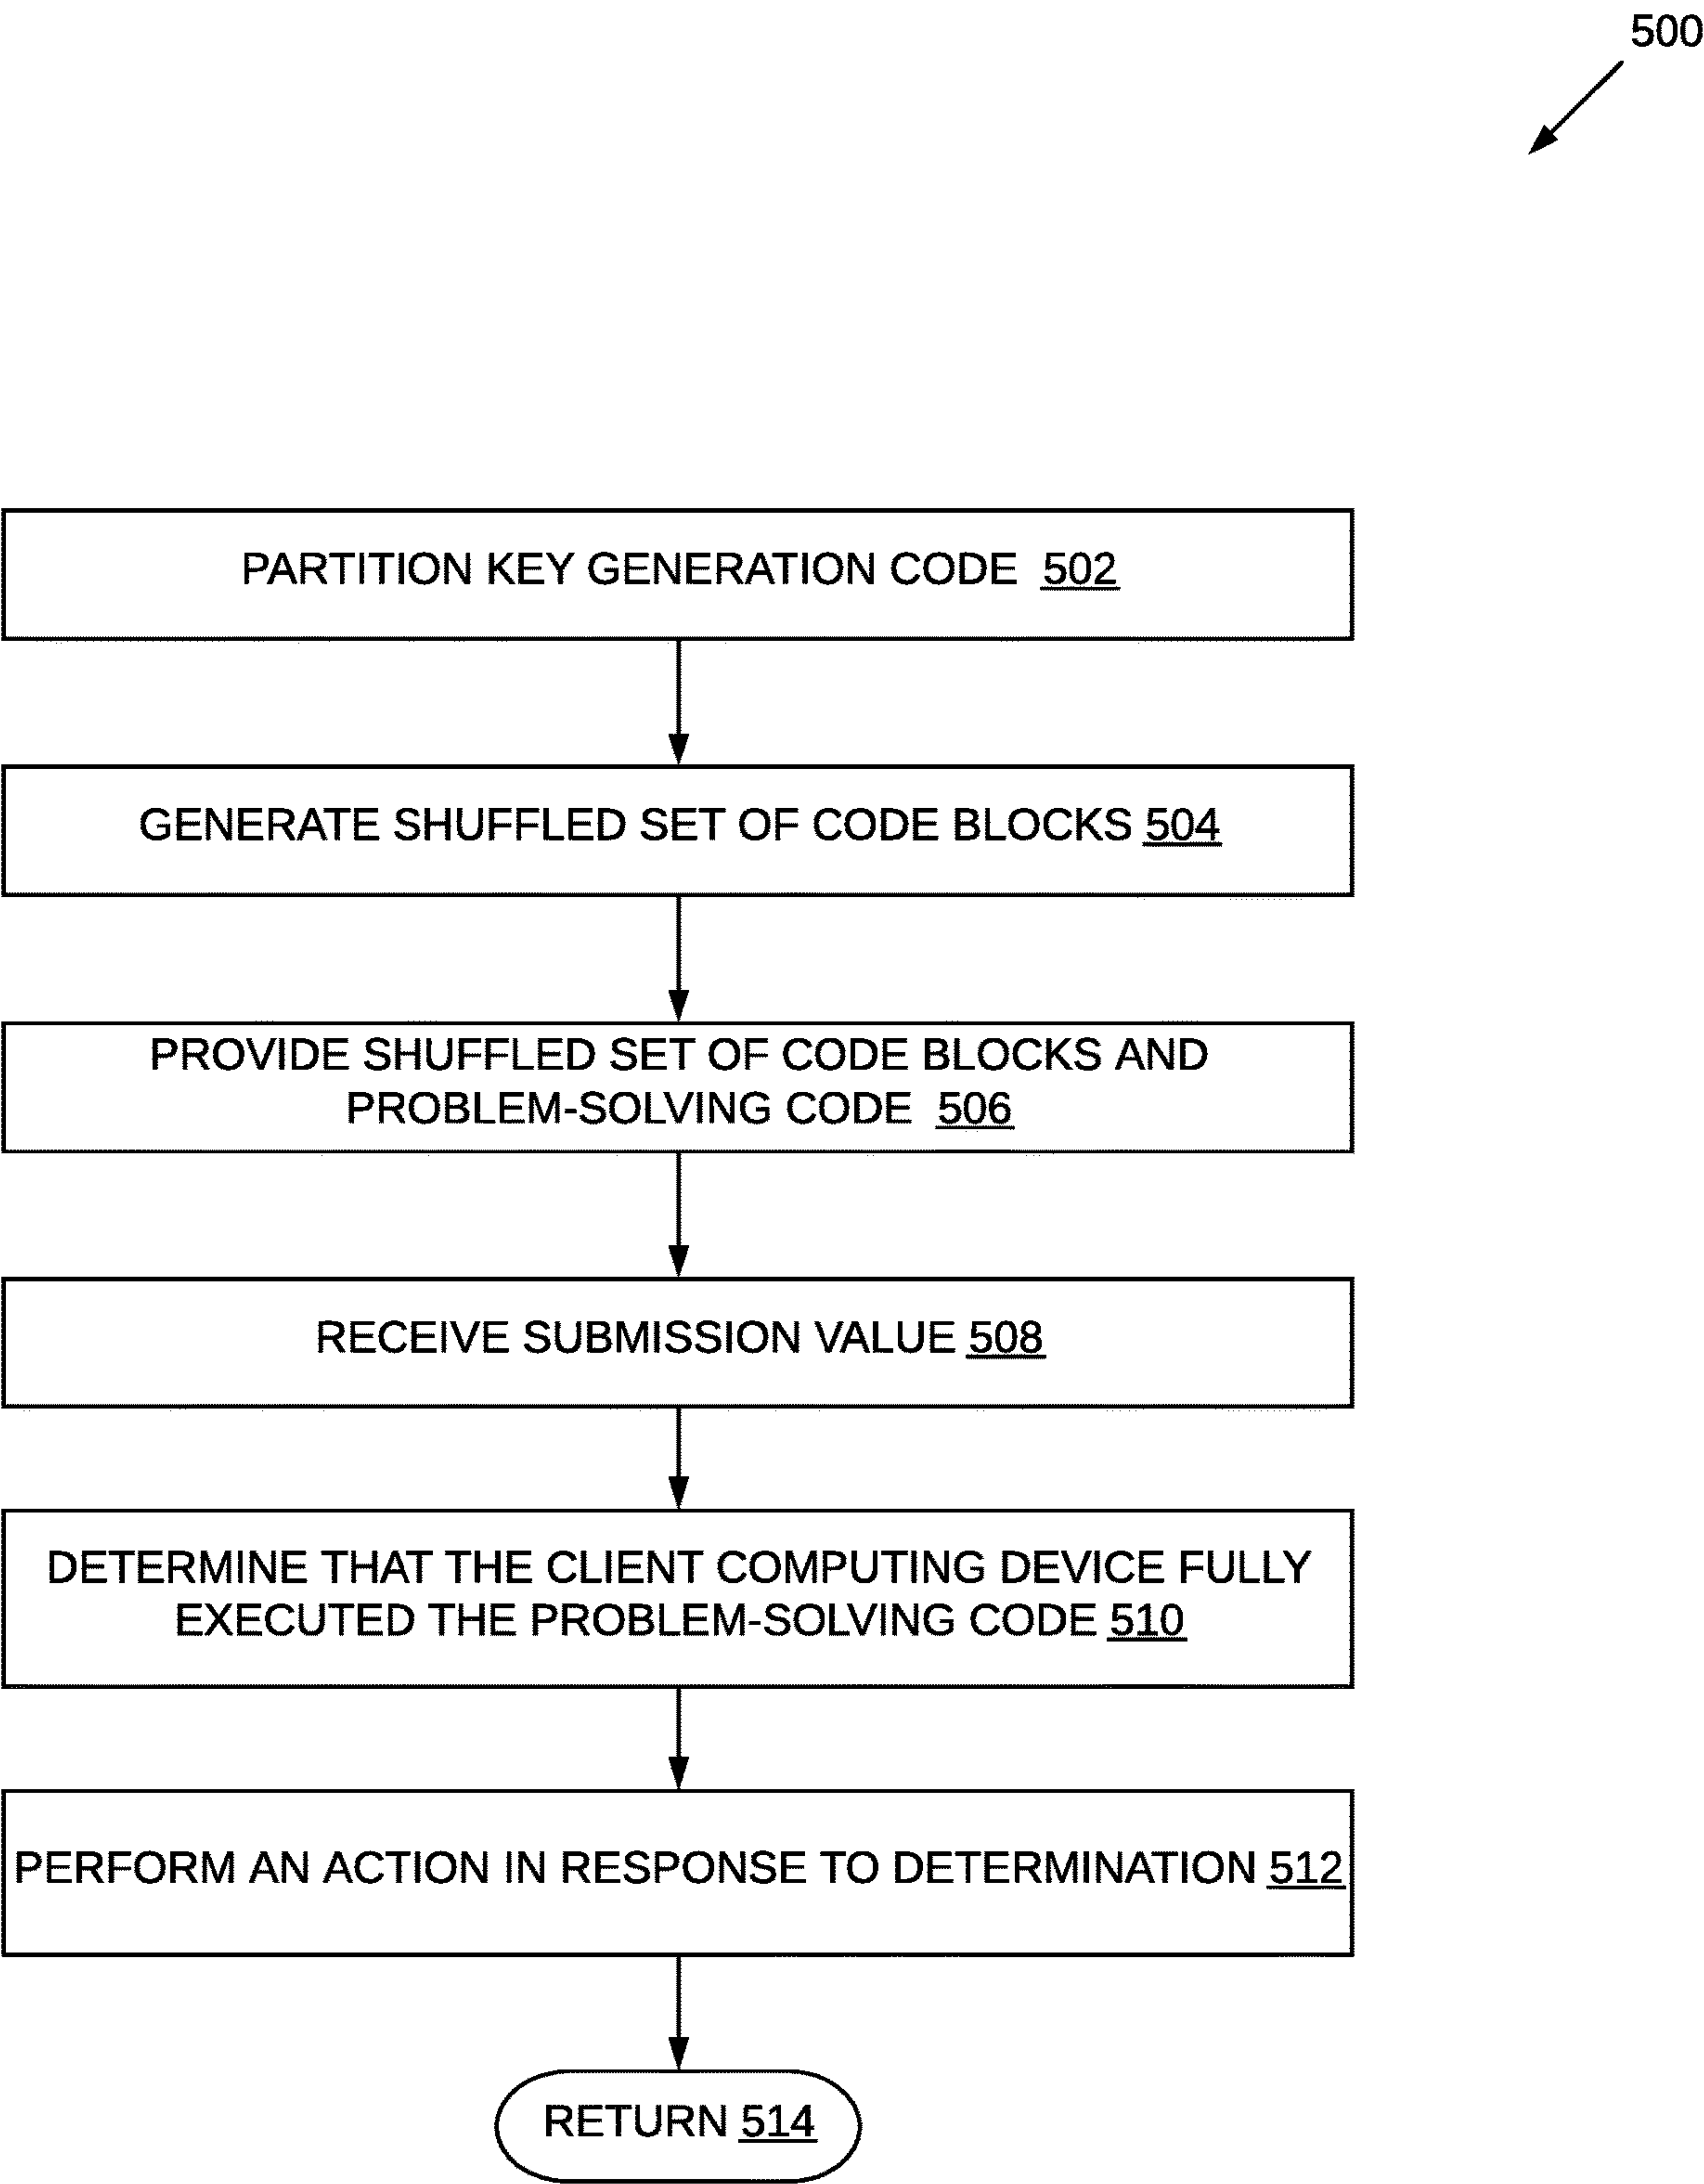 500
PARTITION KEY GENERATION CODE 502
GENERATE SHUFFLED SET OF CODE BLOCKS 504
PROVIDE SHUFFLED SET OF CODE BLOCKS AND
PROBLEM-SOLVING CODE 506
RECEIVE SUBMISSION VALUE 508
DETERMINE THAT THE CLIENT COMPUTING DEVICE FULLY
EXECUTED THE PROBLEM-SOLVING CODE 510
PERFORM AN ACTION IN RESPONSE TO DETERMINATION 512
RETURN 514